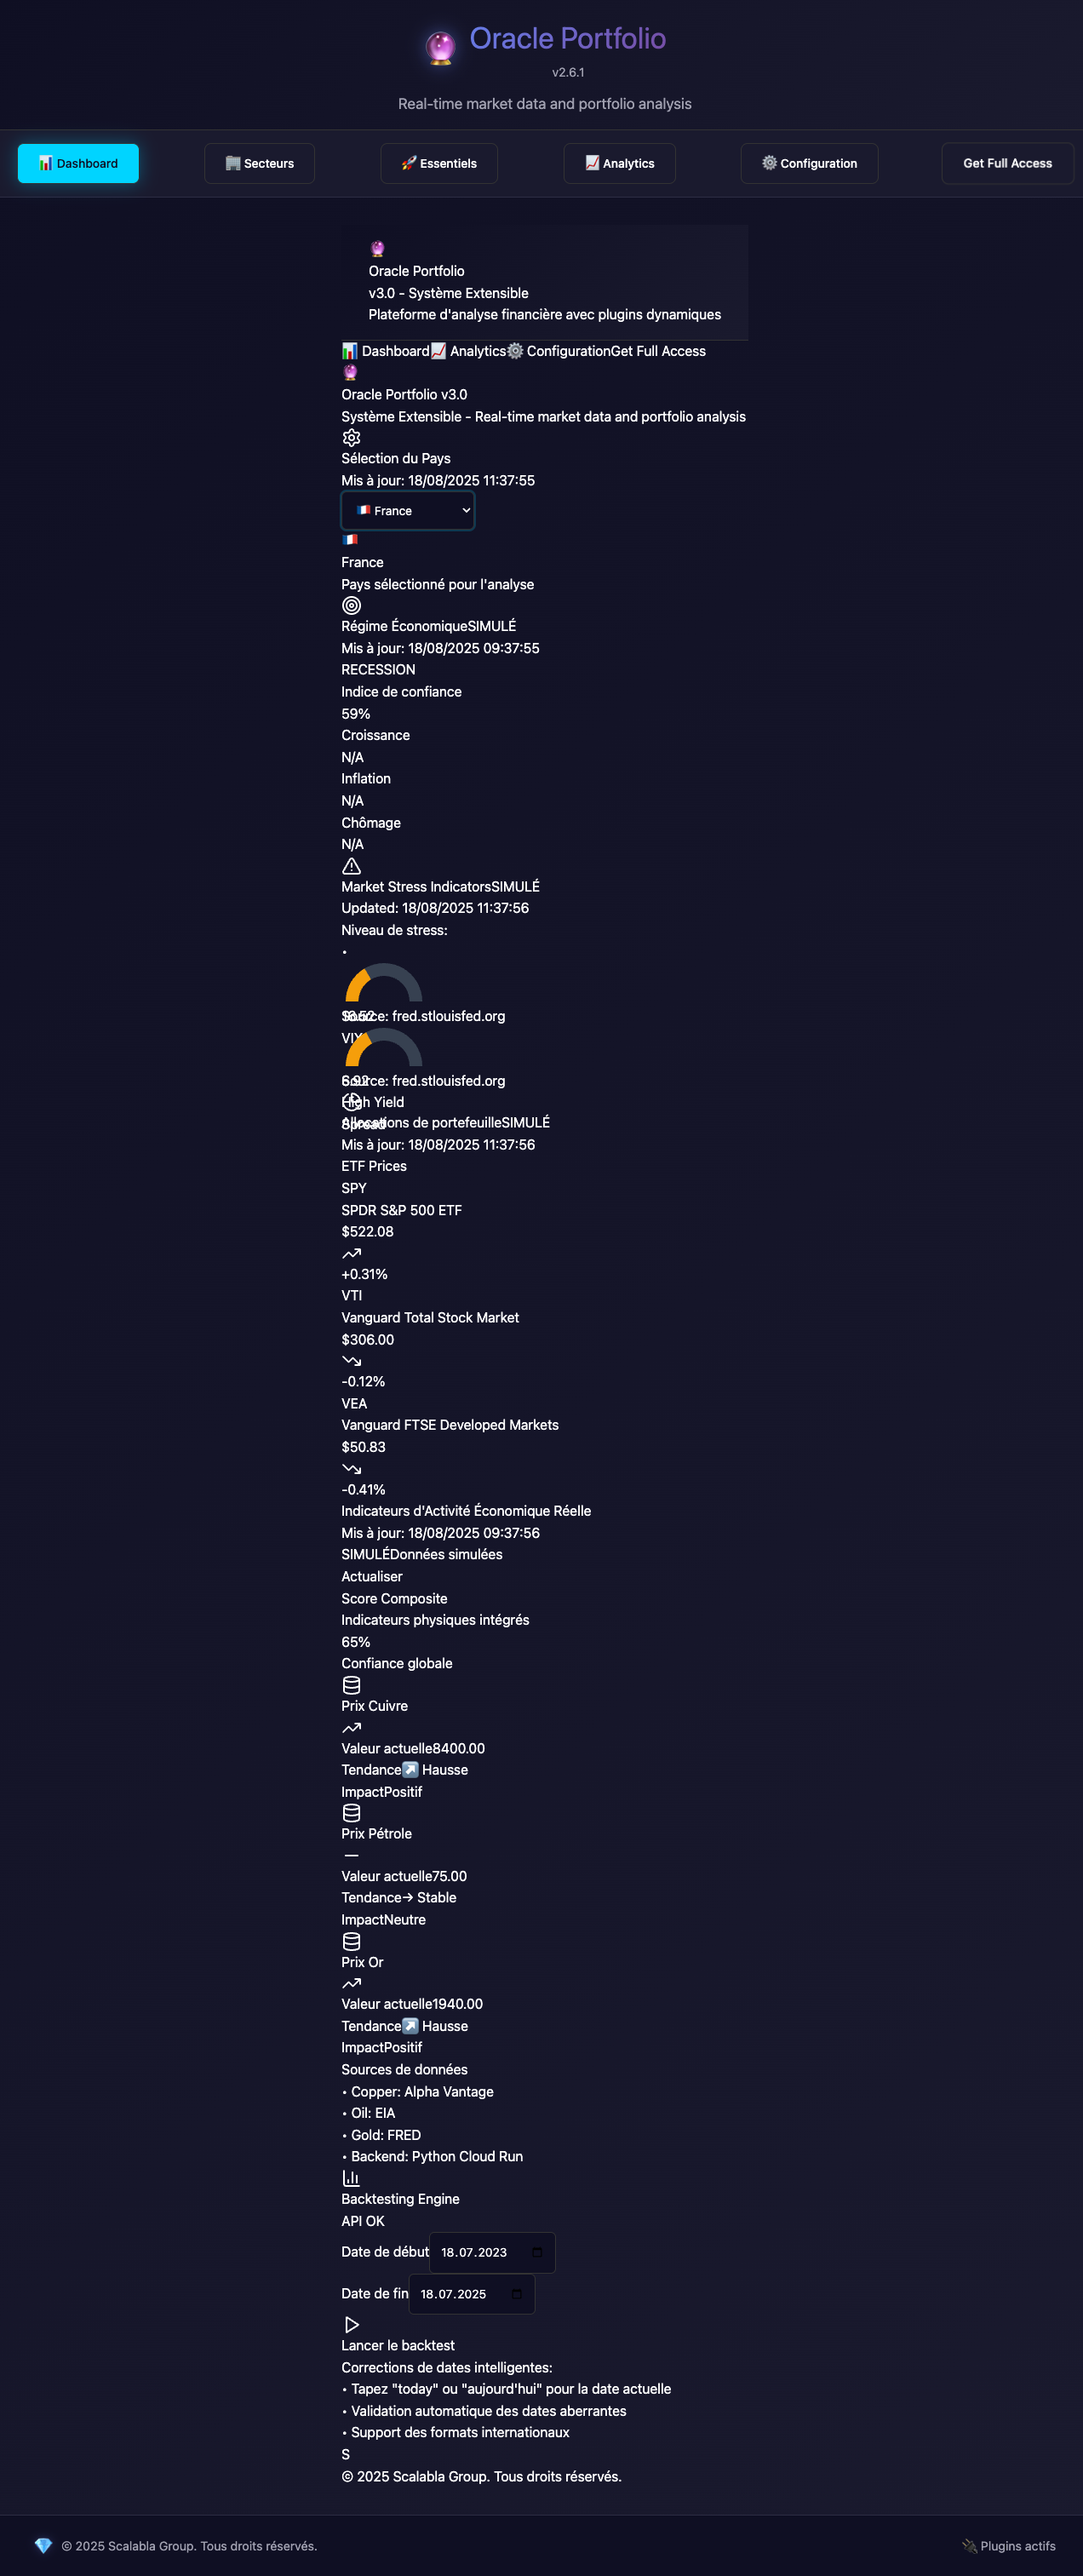 Oracle Portfolio
v2.6.1
Real-time market data and portfolio analysis
📊 Dashboard
🏢 Secteurs
🚀 Essentiels
📈 Analytics
⚙️ Configuration
Get Full Access
Oracle Portfolio
v3.0 - Système Extensible
Plateforme d'analyse financière avec plugins dynamiques
📊 Dashboard📈 Analytics⚙️ ConfigurationGet Full Access
Oracle Portfolio v3.0
Système Extensible - Real-time market data and portfolio analysis
Sélection du Pays
Mis à jour: 18/08/2025 11:37:55
🇫🇷 France
France
Pays sélectionné pour l'analyse
Régime ÉconomiqueSIMULÉ
Mis à jour: 18/08/2025 09:37:55
RECESSION
Indice de confiance
59%
Croissance
N/A
Inflation
N/A
Chômage
N/A
Market Stress IndicatorsSIMULÉ
Updated: 18/08/2025 11:37:56
Niveau de stress:
•
Source: fred.stlouisfed.org
VIX
6.92
Source: fred.stlouisfed.org
High Yield
Spread
Allocations de portefeuilleSIMULÉ
Mis à jour: 18/08/2025 11:37:56
ETF Prices
SPY
SPDR S&P 500 ETF
$522.08
+0.31%
VTI
Vanguard Total Stock Market
$306.00
-0.12%
VEA
Vanguard FTSE Developed Markets
$50.83
-0.41%
Indicateurs d'Activité Économique Réelle
Mis à jour: 18/08/2025 09:37:56
SIMULÉDonnées simulées
Actualiser
Score Composite
Indicateurs physiques intégrés
65%
Confiance globale
Prix Cuivre
Valeur actuelle8400.00
Tendance↗️ Hausse
ImpactPositif
Prix Pétrole
Valeur actuelle75.00
Tendance→ Stable
ImpactNeutre
Prix Or
Valeur actuelle1940.00
Tendance↗️ Hausse
ImpactPositif
Sources de données
• Copper: Alpha Vantage
• Oil: EIA
• Gold: FRED
• Backend: Python Cloud Run
Backtesting Engine
API OK
Date de début 18.07.2023
Date de fin 18.07.2025
Lancer le backtest
Corrections de dates intelligentes:
• Tapez "today" ou "aujourd'hui" pour la date actuelle
• Validation automatique des dates aberrantes
• Support des formats internationaux
S
© 2025 Scalabla Group. Tous droits réservés.
💎 © 2025 Scalabla Group. Tous droits réservés.
🔌 Plugins actifs